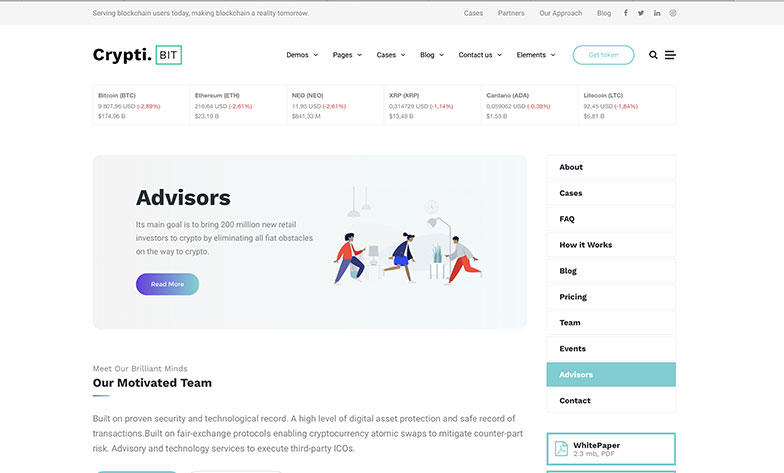 Serving blockchain users today, making blockchain a reality tomorrow.
Cases Partners Our Approach Blog
Crypti. BIT
Demos Pages Cases Blog Contact us Elements Get token
Bitcoin (BTC) Ethereum (ETH) NEO (NEO) XRP (XRP) Cardano (ADA) Litecoin (LTC)
9 807,96 USD (-2,89%) 216,64 USD (-2,61%) 11,93 USD (-2,61%) 0,314729 USD (-1,14%) 0,059062 USD (-0,39%) 92,45 USD (-1,84%)
$174,96 B $23,19 B $841,33 M $13,48 B $1,53 B $5,81 B
Advisors
Its main goal is to bring 200 million new retail
investors to crypto by eliminating all fiat obstacles
on the way to crypto.
Read More
About
Cases
FAQ
How it Works
Blog
Pricing
Team
Events
Advisors
Contact
Meet Our Brilliant Minds
Our Motivated Team
Built on proven security and technological record. A high level of digital asset protection and safe record of
transactions.Built on fair-exchange protocols enabling cryptocurrency atomic swaps to mitigate counter-part
risk. Advisory and technology services to execute third-party ICOs.
WhitePaper
2.3 mb, PDF